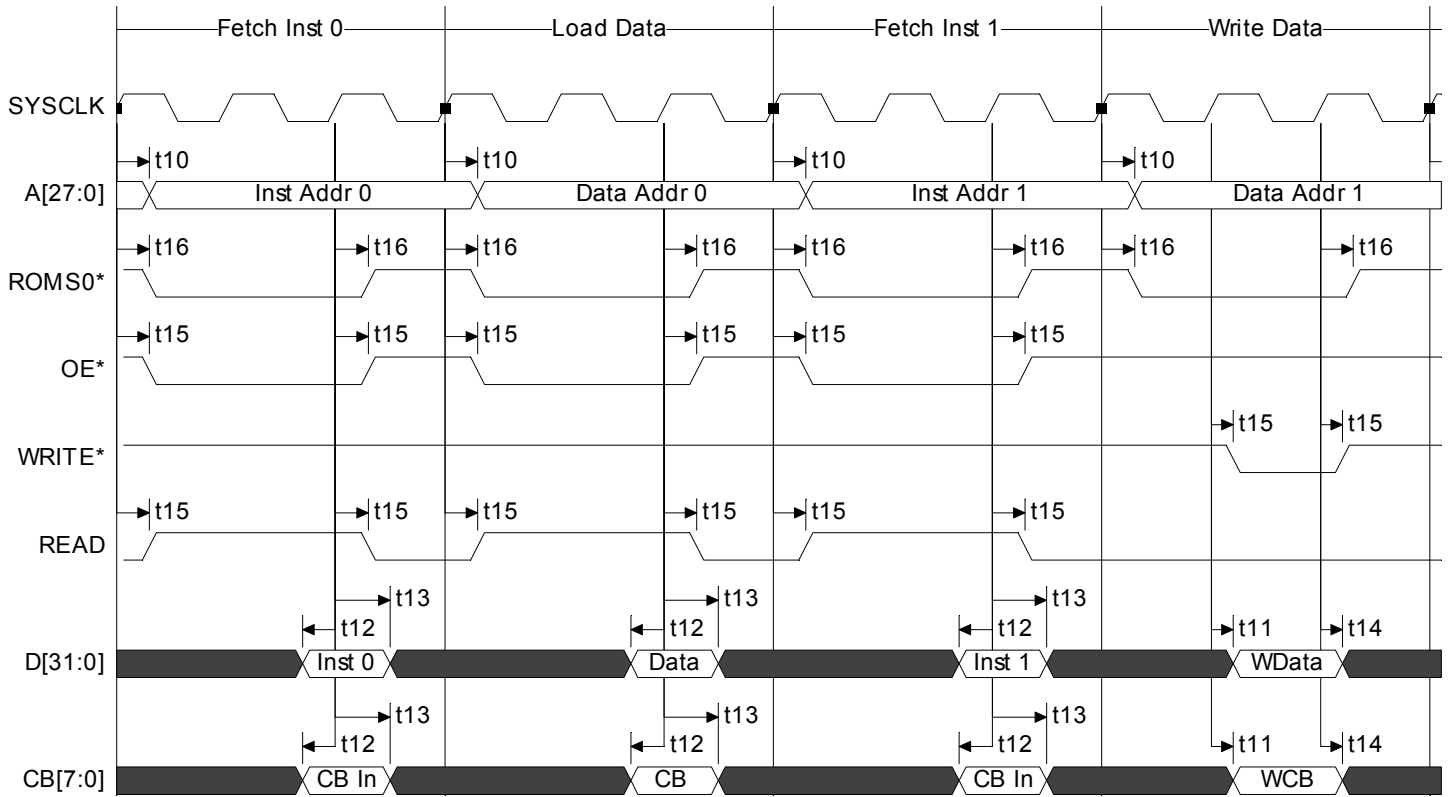 Fetch Inst 0 Load Data Fetch Inst 1 Write Data
SYSCLK
t10 t10 t10 t10
A[27:0] Inst Addr 0 Data Addr 0 Inst Addr 1 Data Addr 1
t16 t16 t16 t16 t16 t16 t16 t16
ROMS0*
t15 t15 t15 t15 t15 t15
OE*
t15 t15
WRITE*
t15 t15 t15 t15 t15 t15
READ
t13 t13 t13
t12 t12 t12 t11 t14
D[31:0] Inst 0 Data Inst 1 WData
t13 t13 t13
t12 t12 t12 t11 t14
CB[7:0] CB In CB CB In WCB